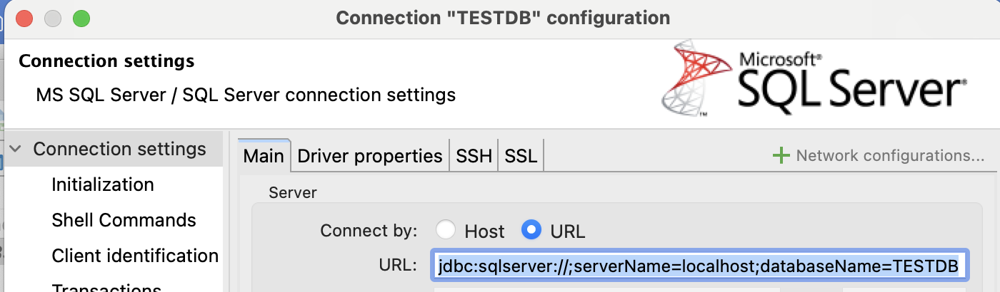 Connection "TESTDB" configuration
Connection settings
MS SQL Server / SQL Server connection settings
Microsoft®
SQL Server®
™
Connection settings
Initialization
Shell Commands
Client identification
Transactions
Main
Driver properties
SSH
SSL
Network configurations...
Server
Connect by:
Host
URL
URL:
jdbc:sqlserver://;serverName=localhost;databaseName=TESTDB